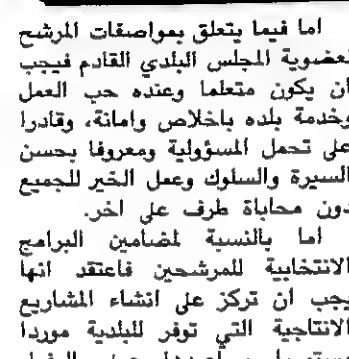 اما فيما يتعلق بمواصفات المرشح
لعضوية المجلس البلدي القادم فيجب
ان يكون متعلما وعنده حب العمل
وخدمة بلده باخلاص وامانة، وقادرا
على تحمل المسؤولية ومعروفا بحسن
السيرة والسلوك وعمل الخير للجميع
دون محاباة طرف على اخر.
اما بالنسبة لمضامين البرامج
الانتخابية للمرشحين فاعتقد انها
يجب ان تركز على انشاء المشاريع
الانتاجية التي توفر للبلدية موردا